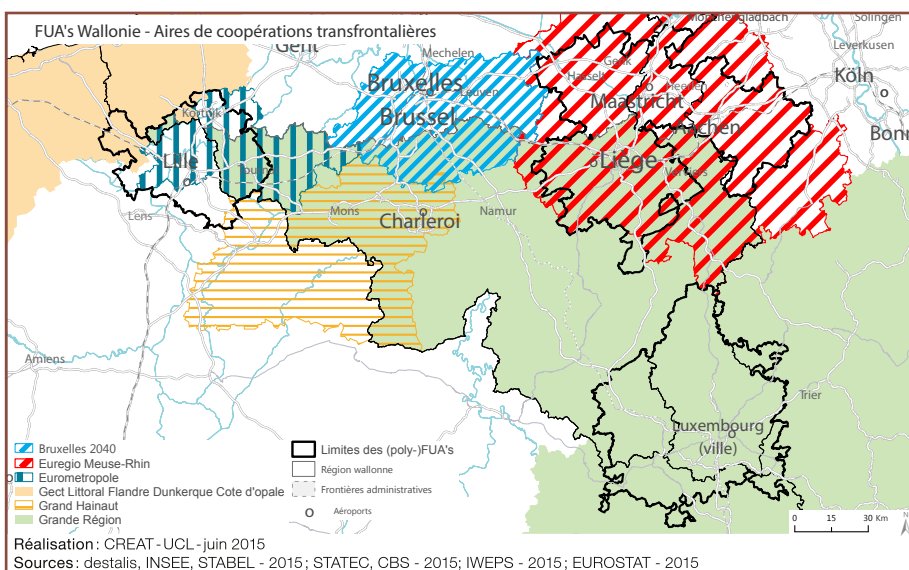 FUA's Wallonie - Aires de coopérations transfrontalières
Mönchengladbach
Solingen
Gent
Mechelen
Leverkusen
Genk
Bruxelles
Hasselt
Köln
Leuven
Heerlen
Maastricht
Kortrijk
Brussel
Aachen
Bonn
Lille
Liège
Tournai
Verviers
Lens
Mons
Namur
Charleroi
Amiens
Trier
Luxembourg
(ville)
Bruxelles 2040
Euregio Meuse-Rhin
Eurometropole
Gect Littoral Flandre Dunkerque Cote d'opale
Grand Hainaut
Grande Région
Limites des (poly-)FUA's
Région wallonne
Frontières administratives
Aéroports
0 15 30 Km
N
Réalisation : CREAT - UCL - juin 2015
Sources : destalis, INSEE, STABEL - 2015 ; STATEC, CBS - 2015 ; IWEPS - 2015 ; EUROSTAT - 2015